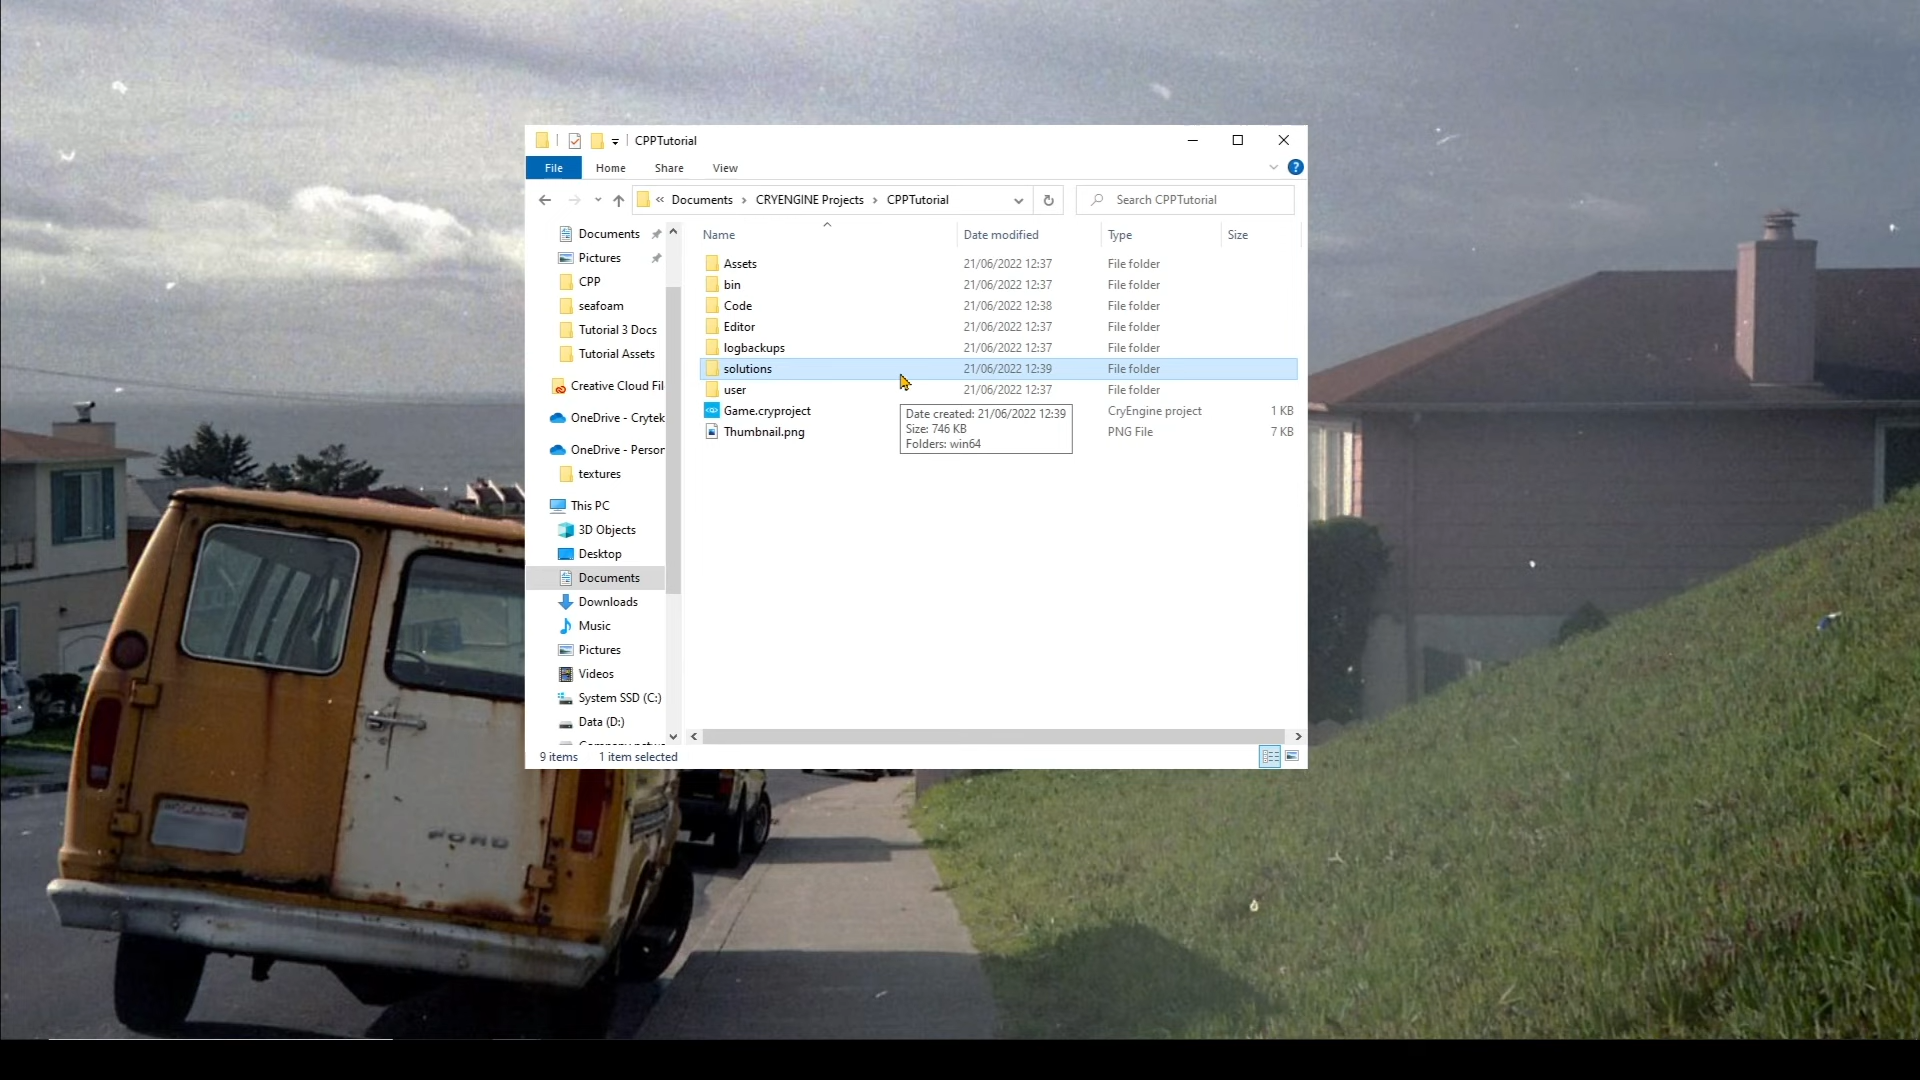 CPPTutorial
File Home Share View
« Documents › CRYENGINE Projects › CPPTutorial
Search CPPTutorial
Documents
Pictures
CPP
seafoam
Tutorial 3 Docs
Tutorial Assets
Creative Cloud Fil
OneDrive - Crytek
OneDrive - Person
textures
This PC
3D Objects
Desktop
Documents
Downloads
Music
Pictures
Videos
System SSD (C:)
Data (D:)
Name Date modified Type Size
Assets 21/06/2022 12:37 File folder
bin 21/06/2022 12:37 File folder
Code 21/06/2022 12:38 File folder
Editor 21/06/2022 12:37 File folder
logbackups 21/06/2022 12:37 File folder
solutions 21/06/2022 12:39 File folder
user 21/06/2022 12:37 File folder
Game.cryproject CryEngine project 1 KB
Thumbnail.png PNG File 7 KB
Date created: 21/06/2022 12:39
Size: 746 KB
Folders: win64
9 items 1 item selected
FORD